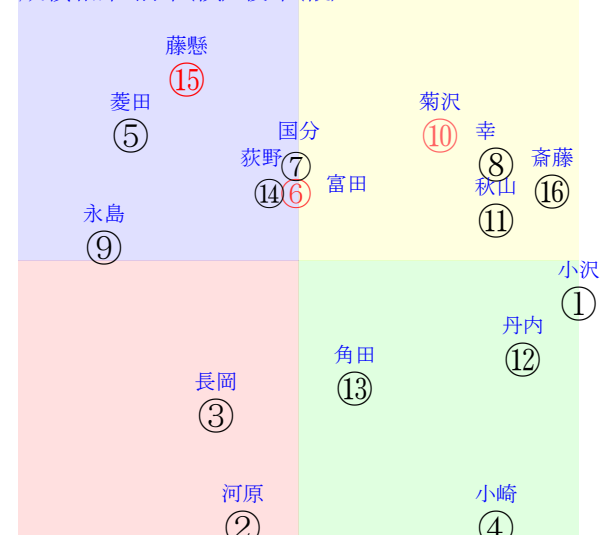 藤懸
⑮
菱田
⑤
菊沢
⑩
国分
⑦
幸
⑧
荻野
⑭
⑥
富田
斎藤
⑯
秋山
⑪
永島
⑨
小沢
①
丹内
⑫
角田
⑬
長岡
③
河原
②
小崎
④